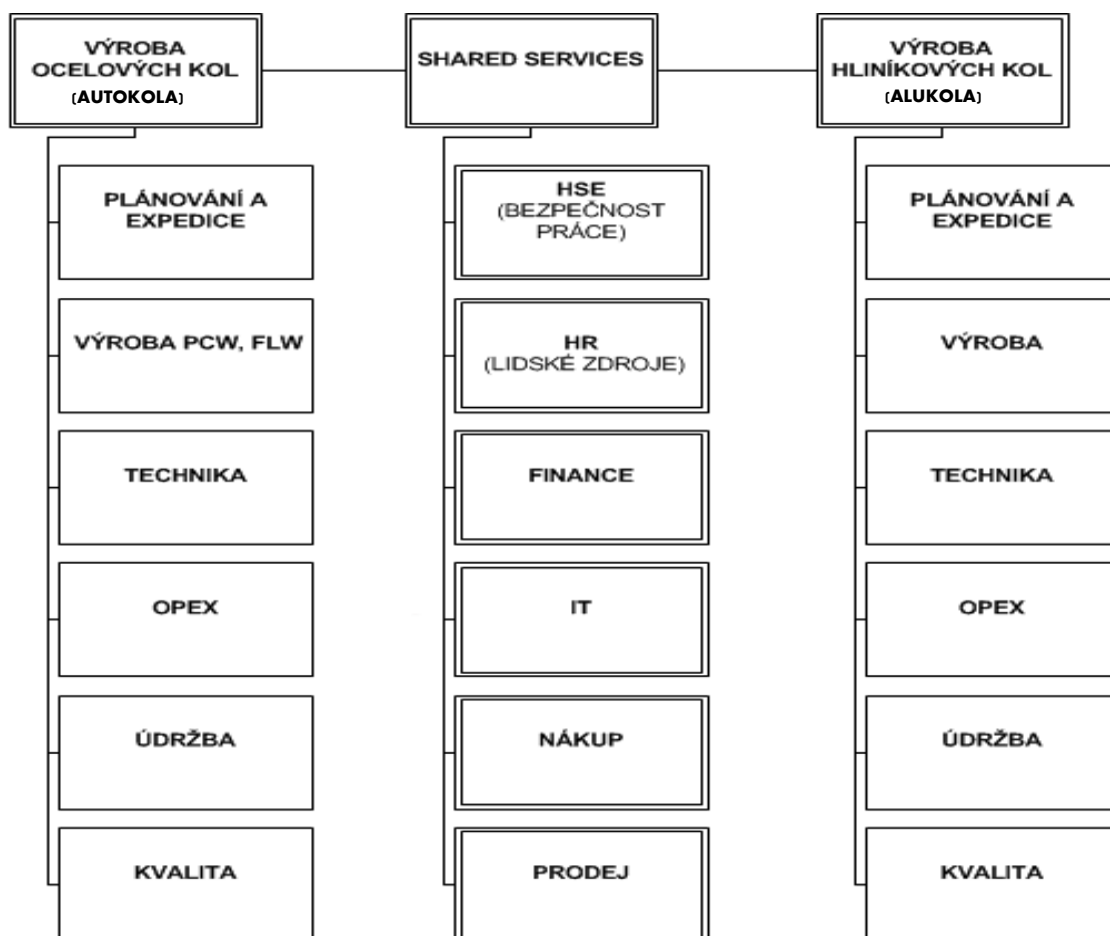 VÝROBA
OCELOVÝCH KOL
(AUTOKOLA)
PLÁNOVÁNÍ A
EXPEDICE
VÝROBA PCW, FLW
TECHNIKA
OPEX
ÚDRŽBA
KVALITA
SHARED SERVICES
HSE
(BEZPEČNOST
PRÁCE)
HR
(LIDSKÉ ZDROJE)
FINANCE
IT
NÁKUP
PRODEJ
VÝROBA
HLINÍKOVÝCH KOL
(ALUKOLA)
PLÁNOVÁNÍ A
EXPEDICE
VÝROBA
TECHNIKA
OPEX
ÚDRŽBA
KVALITA